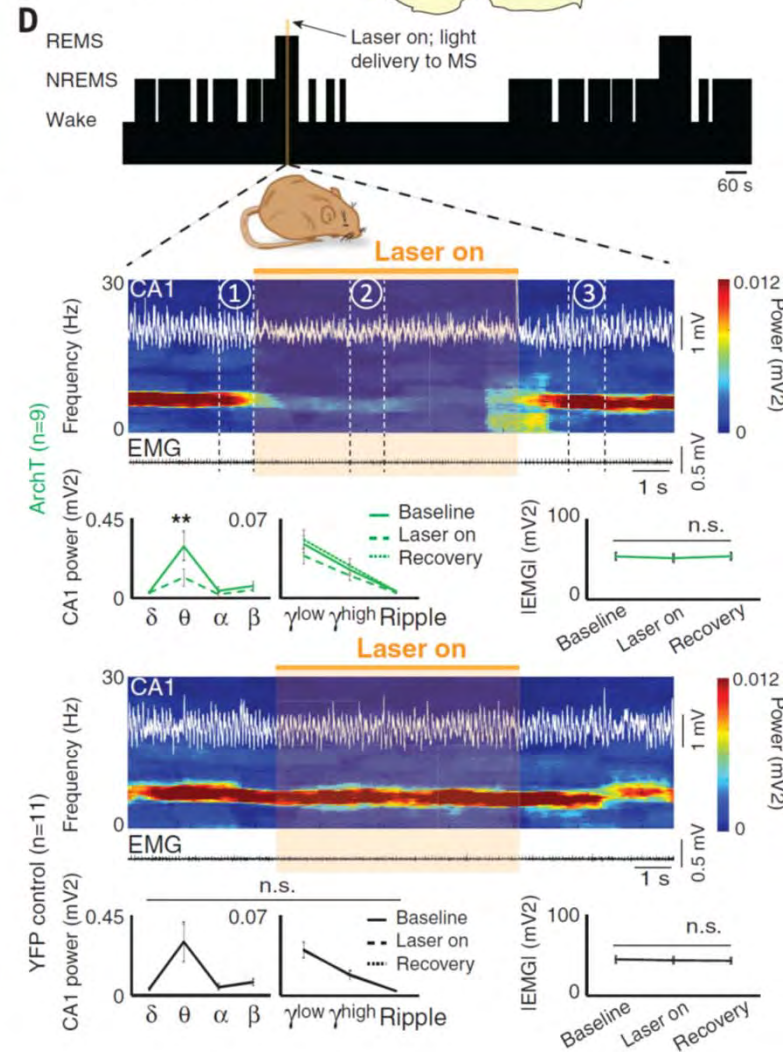 D
REMS
NREMS
Wake
Laser on; light
delivery to MS
60 s
Laser on
ArchT (n=9)
Frequency (Hz)
30
0
CA1
1
2
3
1 mV
0.012
0
Power (mV2)
EMG
0.5 mV
1 s
CA1 power (mV2)
0.45
0
**
δ θ α β
0.07
γlow γhigh Ripple
Baseline
Laser on
Recovery
|EMG| (mV2)
100
0
n.s.
Baseline
Laser on
Recovery
Laser on
YFP control (n=11)
Frequency (Hz)
30
0
CA1
1 mV
0.012
0
Power (mV2)
EMG
0.5 mV
1 s
n.s.
CA1 power (mV2)
0.45
0
δ θ α β
0.07
γlow γhigh Ripple
Baseline
Laser on
Recovery
|EMG| (mV2)
100
0
n.s.
Baseline
Laser on
Recovery